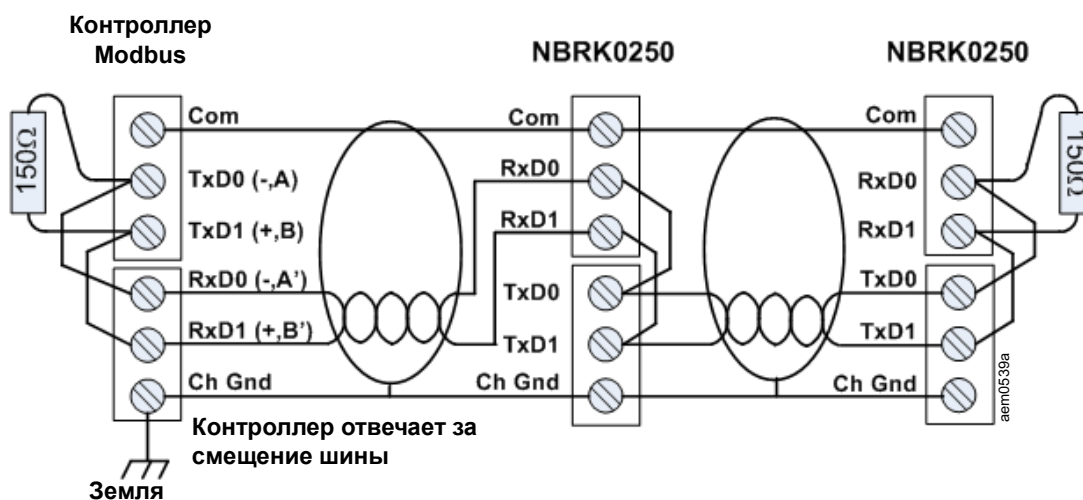 Контроллер
Modbus
NBRK0250
NBRK0250
150Ω
Com
TxD0 (-,A)
TxD1 (+,B)
RxD0 (-,A')
RxD1 (+,B')
Ch Gnd
Com
RxD0
RxD1
TxD0
TxD1
Ch Gnd
Com
RxD0
RxD1
TxD0
TxD1
Ch Gnd
150Ω
aem0539a
Контроллер отвечает за
смещение шины
Земля